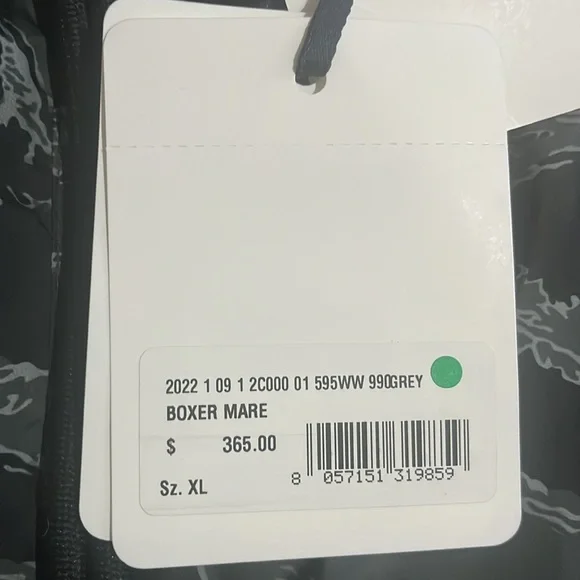 2022 1 09 1 2C000 01 595WW 990GREY
BOXER MARE
$ 365.00
8 057151 319859
Sz. XL